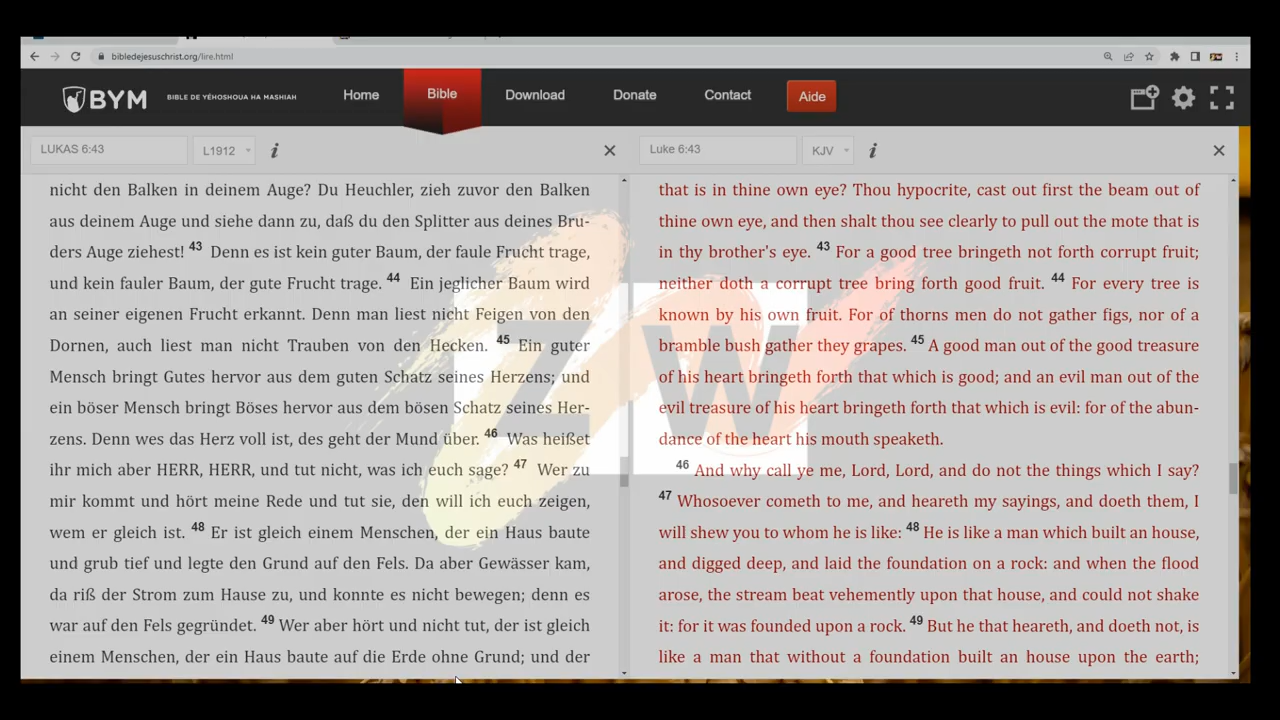 bibledejesuschrist.org/lire.html
BYM BIBLE DE YÉHOSHOUA HA MASHIAH Home Bible Download Donate Contact Aide
LUKAS 6:43 L1912 i
nicht den Balken in deinem Auge? Du Heuchler, zieh zuvor den Balken
aus deinem Auge und siehe dann zu, daß du den Splitter aus deines Bru-
ders Auge ziehest! 43 Denn es ist kein guter Baum, der faule Frucht trage,
und kein fauler Baum, der gute Frucht trage. 44 Ein jeglicher Baum wird
an seiner eigenen Frucht erkannt. Denn man liest nicht Feigen von den
Dornen, auch liest man nicht Trauben von den Hecken. 45 Ein guter
Mensch bringt Gutes hervor aus dem guten Schatz seines Herzens; und
ein böser Mensch bringt Böses hervor aus dem bösen Schatz seines Her-
zens. Denn wes das Herz voll ist, des geht der Mund über. 46 Was heißet
ihr mich aber HERR, HERR, und tut nicht, was ich euch sage? 47 Wer zu
mir kommt und hört meine Rede und tut sie, den will ich euch zeigen,
wem er gleich ist. 48 Er ist gleich einem Menschen, der ein Haus baute
und grub tief und legte den Grund auf den Fels. Da aber Gewässer kam,
da riß der Strom zum Hause zu, und konnte es nicht bewegen; denn es
war auf den Fels gegründet. 49 Wer aber hört und nicht tut, der ist gleich
einem Menschen, der ein Haus baute auf die Erde ohne Grund; und der
Luke 6:43 KJV i
that is in thine own eye? Thou hypocrite, cast out first the beam out of
thine own eye, and then shalt thou see clearly to pull out the mote that is
in thy brother's eye. 43 For a good tree bringeth not forth corrupt fruit;
neither doth a corrupt tree bring forth good fruit. 44 For every tree is
known by his own fruit. For of thorns men do not gather figs, nor of a
bramble bush gather they grapes. 45 A good man out of the good treasure
of his heart bringeth forth that which is good; and an evil man out of the
evil treasure of his heart bringeth forth that which is evil: for of the abun-
dance of the heart his mouth speaketh.
46 And why call ye me, Lord, Lord, and do not the things which I say?
47 Whosoever cometh to me, and heareth my sayings, and doeth them, I
will shew you to whom he is like: 48 He is like a man which built an house,
and digged deep, and laid the foundation on a rock: and when the flood
arose, the stream beat vehemently upon that house, and could not shake
it: for it was founded upon a rock. 49 But he that heareth, and doeth not, is
like a man that without a foundation built an house upon the earth;
Z W